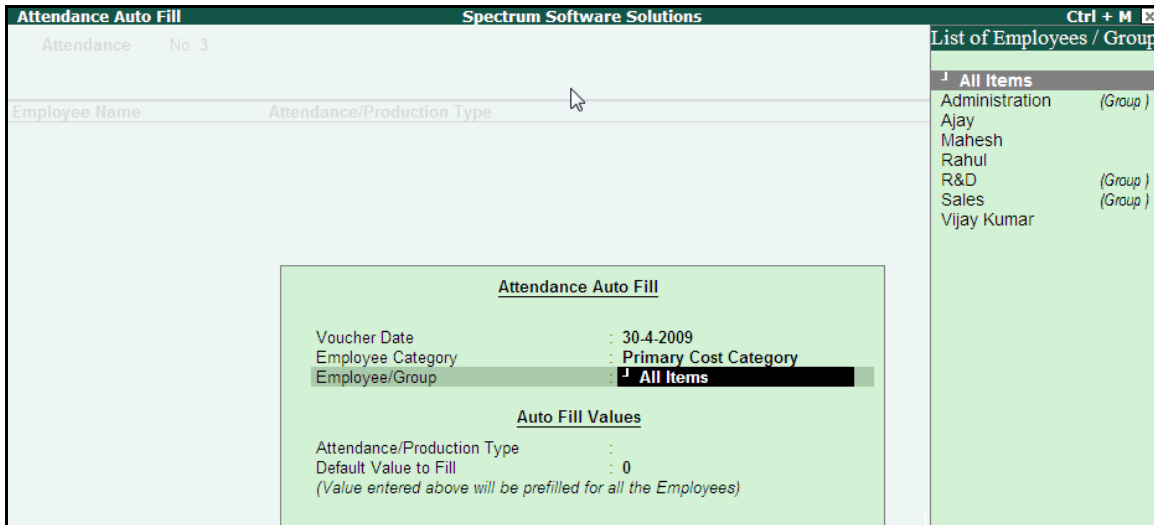 Attendance Auto Fill Spectrum Software Solutions Ctrl + M
Attendance No. 3
Employee Name Attendance/Production Type
List of Employees / Group
All Items
Administration (Group )
Ajay
Mahesh
Rahul
R&D (Group )
Sales (Group )
Vijay Kumar
Attendance Auto Fill
Voucher Date : 30-4-2009
Employee Category : Primary Cost Category
Employee/Group : All Items
Auto Fill Values
Attendance/Production Type :
Default Value to Fill : 0
(Value entered above will be prefilled for all the Employees)